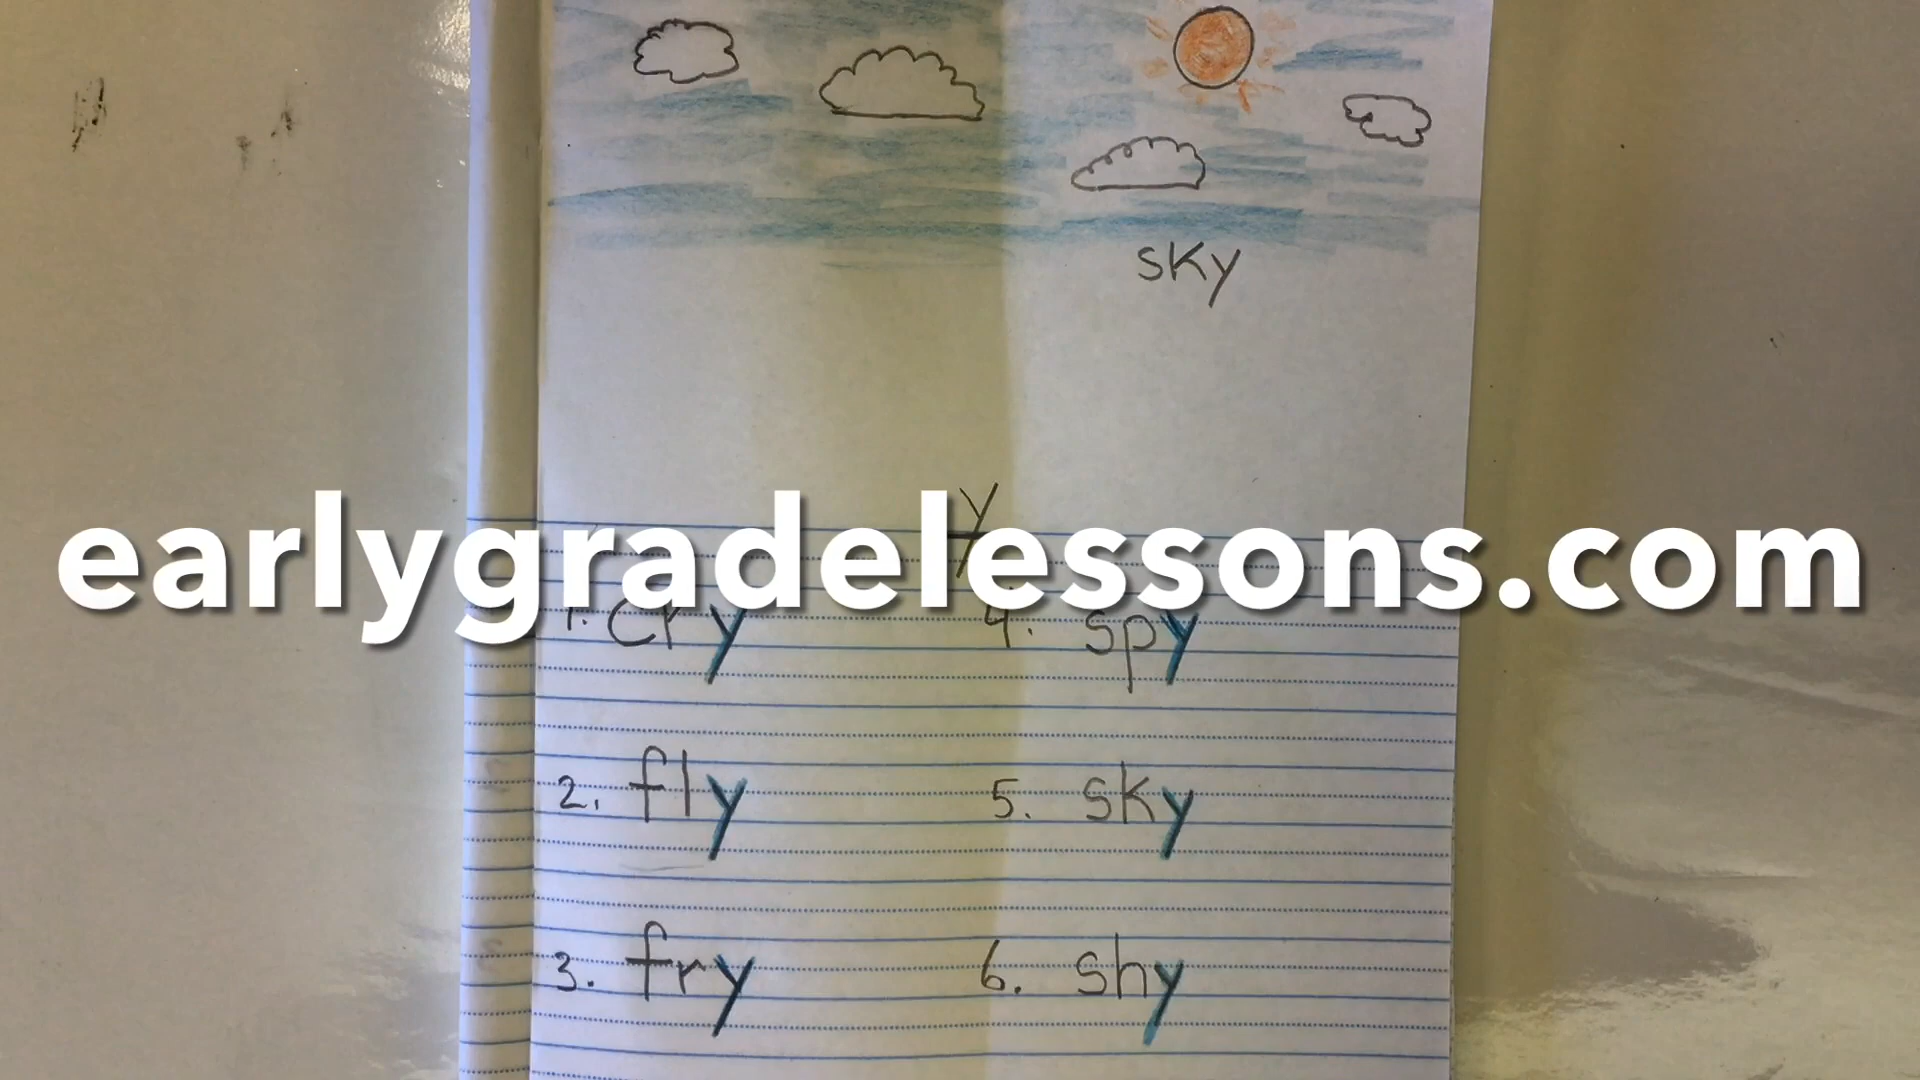 sky
y
earlygradelessons.com
1. cry
4. spy
2. fly
5. sky
3. fry
6. shy